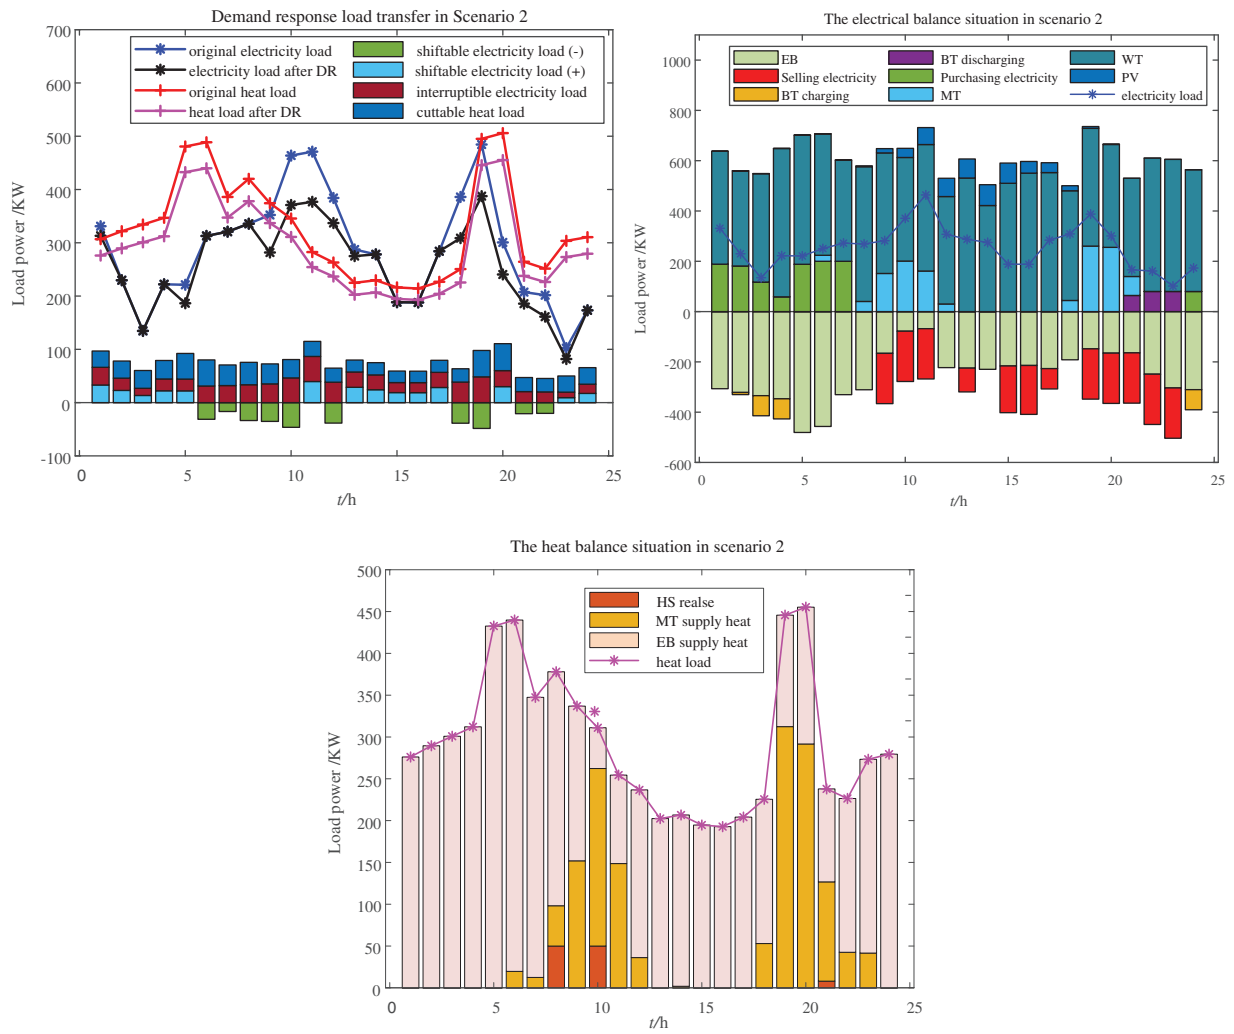 Demand response load transfer in Scenario 2
700
600
500
400
300
200
100
0
-100
Load power /KW
original electricity load
electricity load after DR
original heat load
heat load after DR
shiftable electricity load (-)
shiftable electricity load (+)
interruptible electricity load
cuttable heat load
0 5 10 15 20 25
t/h
The electrical balance situation in scenario 2
1000
800
600
400
200
0
-200
-400
-600
Load power /KW
EB
Selling electricity
BT charging
BT discharging
Purchasing electricity
MT
WT
PV
electricity load
0 5 10 15 20 25
t/h
The heat balance situation in scenario 2
500
450
400
350
300
250
200
150
100
50
0
Load power /KW
HS realse
MT supply heat
EB supply heat
heat load
0 5 10 15 20 25
t/h